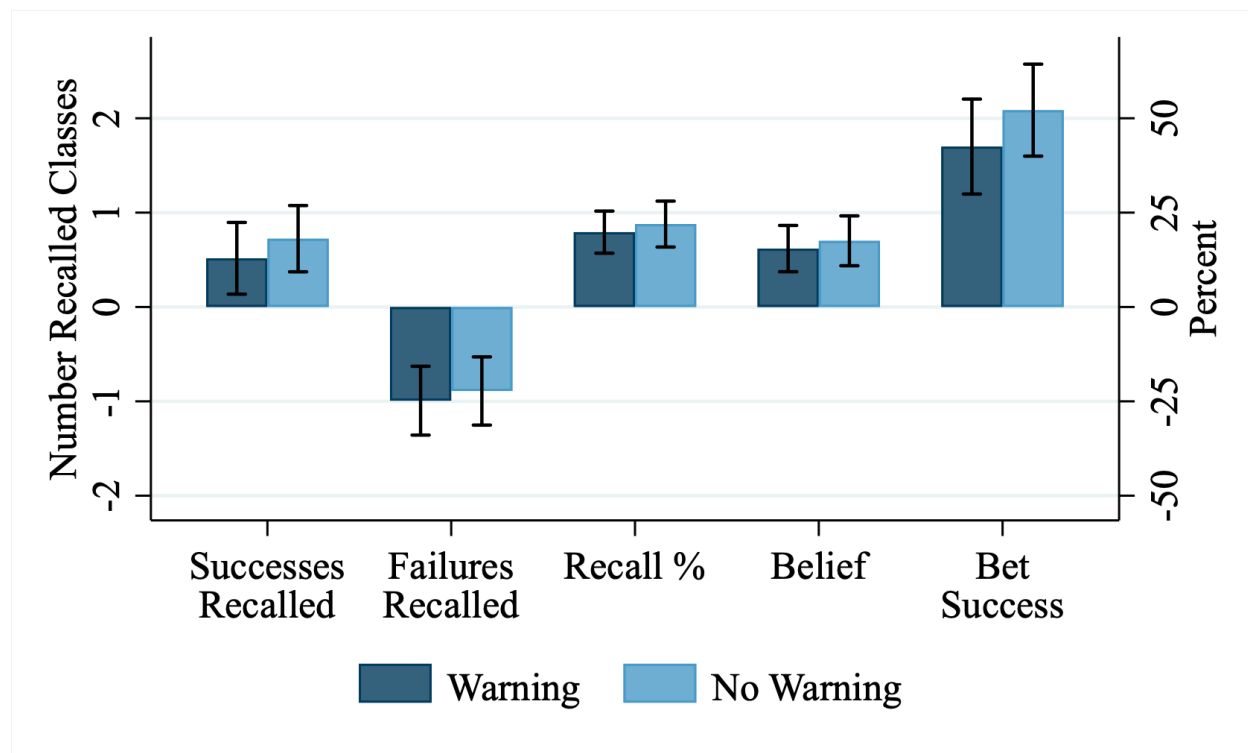 Number Recalled Classes
2
1
0
-1
-2
50
25
0
-25
-50
Percent
Successes
Recalled
Failures
Recalled
Recall %
Belief
Bet
Success
Warning
No Warning